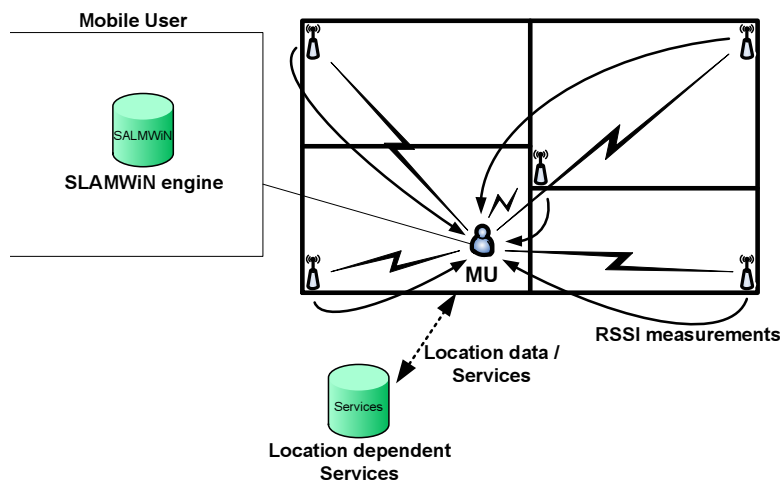 Mobile User
SALMWiN
SLAMWiN engine
MU
RSSI measurements
Location data /
Services
Services
Location dependent
Services